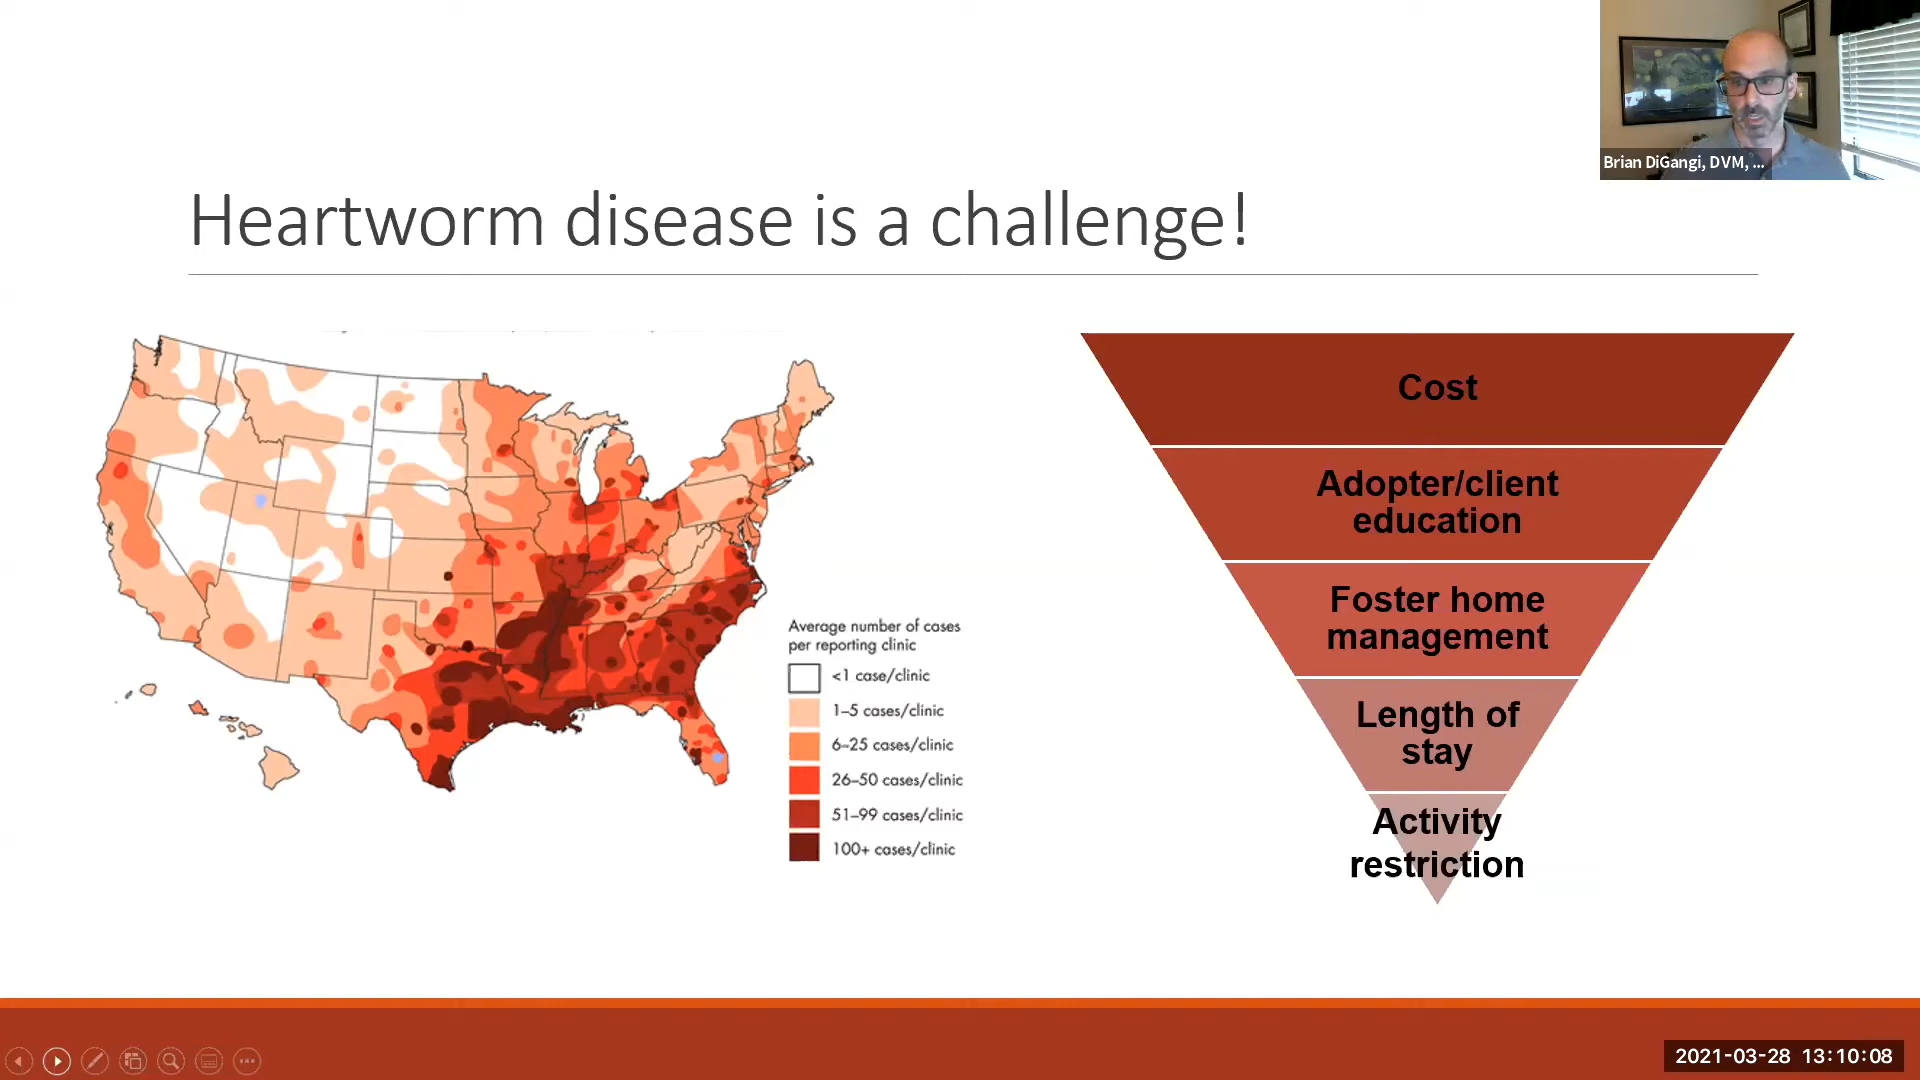 Brian DiGangi, DVM, ...
Heartworm disease is a challenge!
Average number of cases
per reporting clinic
<1 case/clinic
1–5 cases/clinic
6–25 cases/clinic
26–50 cases/clinic
51–99 cases/clinic
100+ cases/clinic
Cost
Adopter/client
education
Foster home
management
Length of
stay
Activity
restriction
2021-03-28 13:10:08